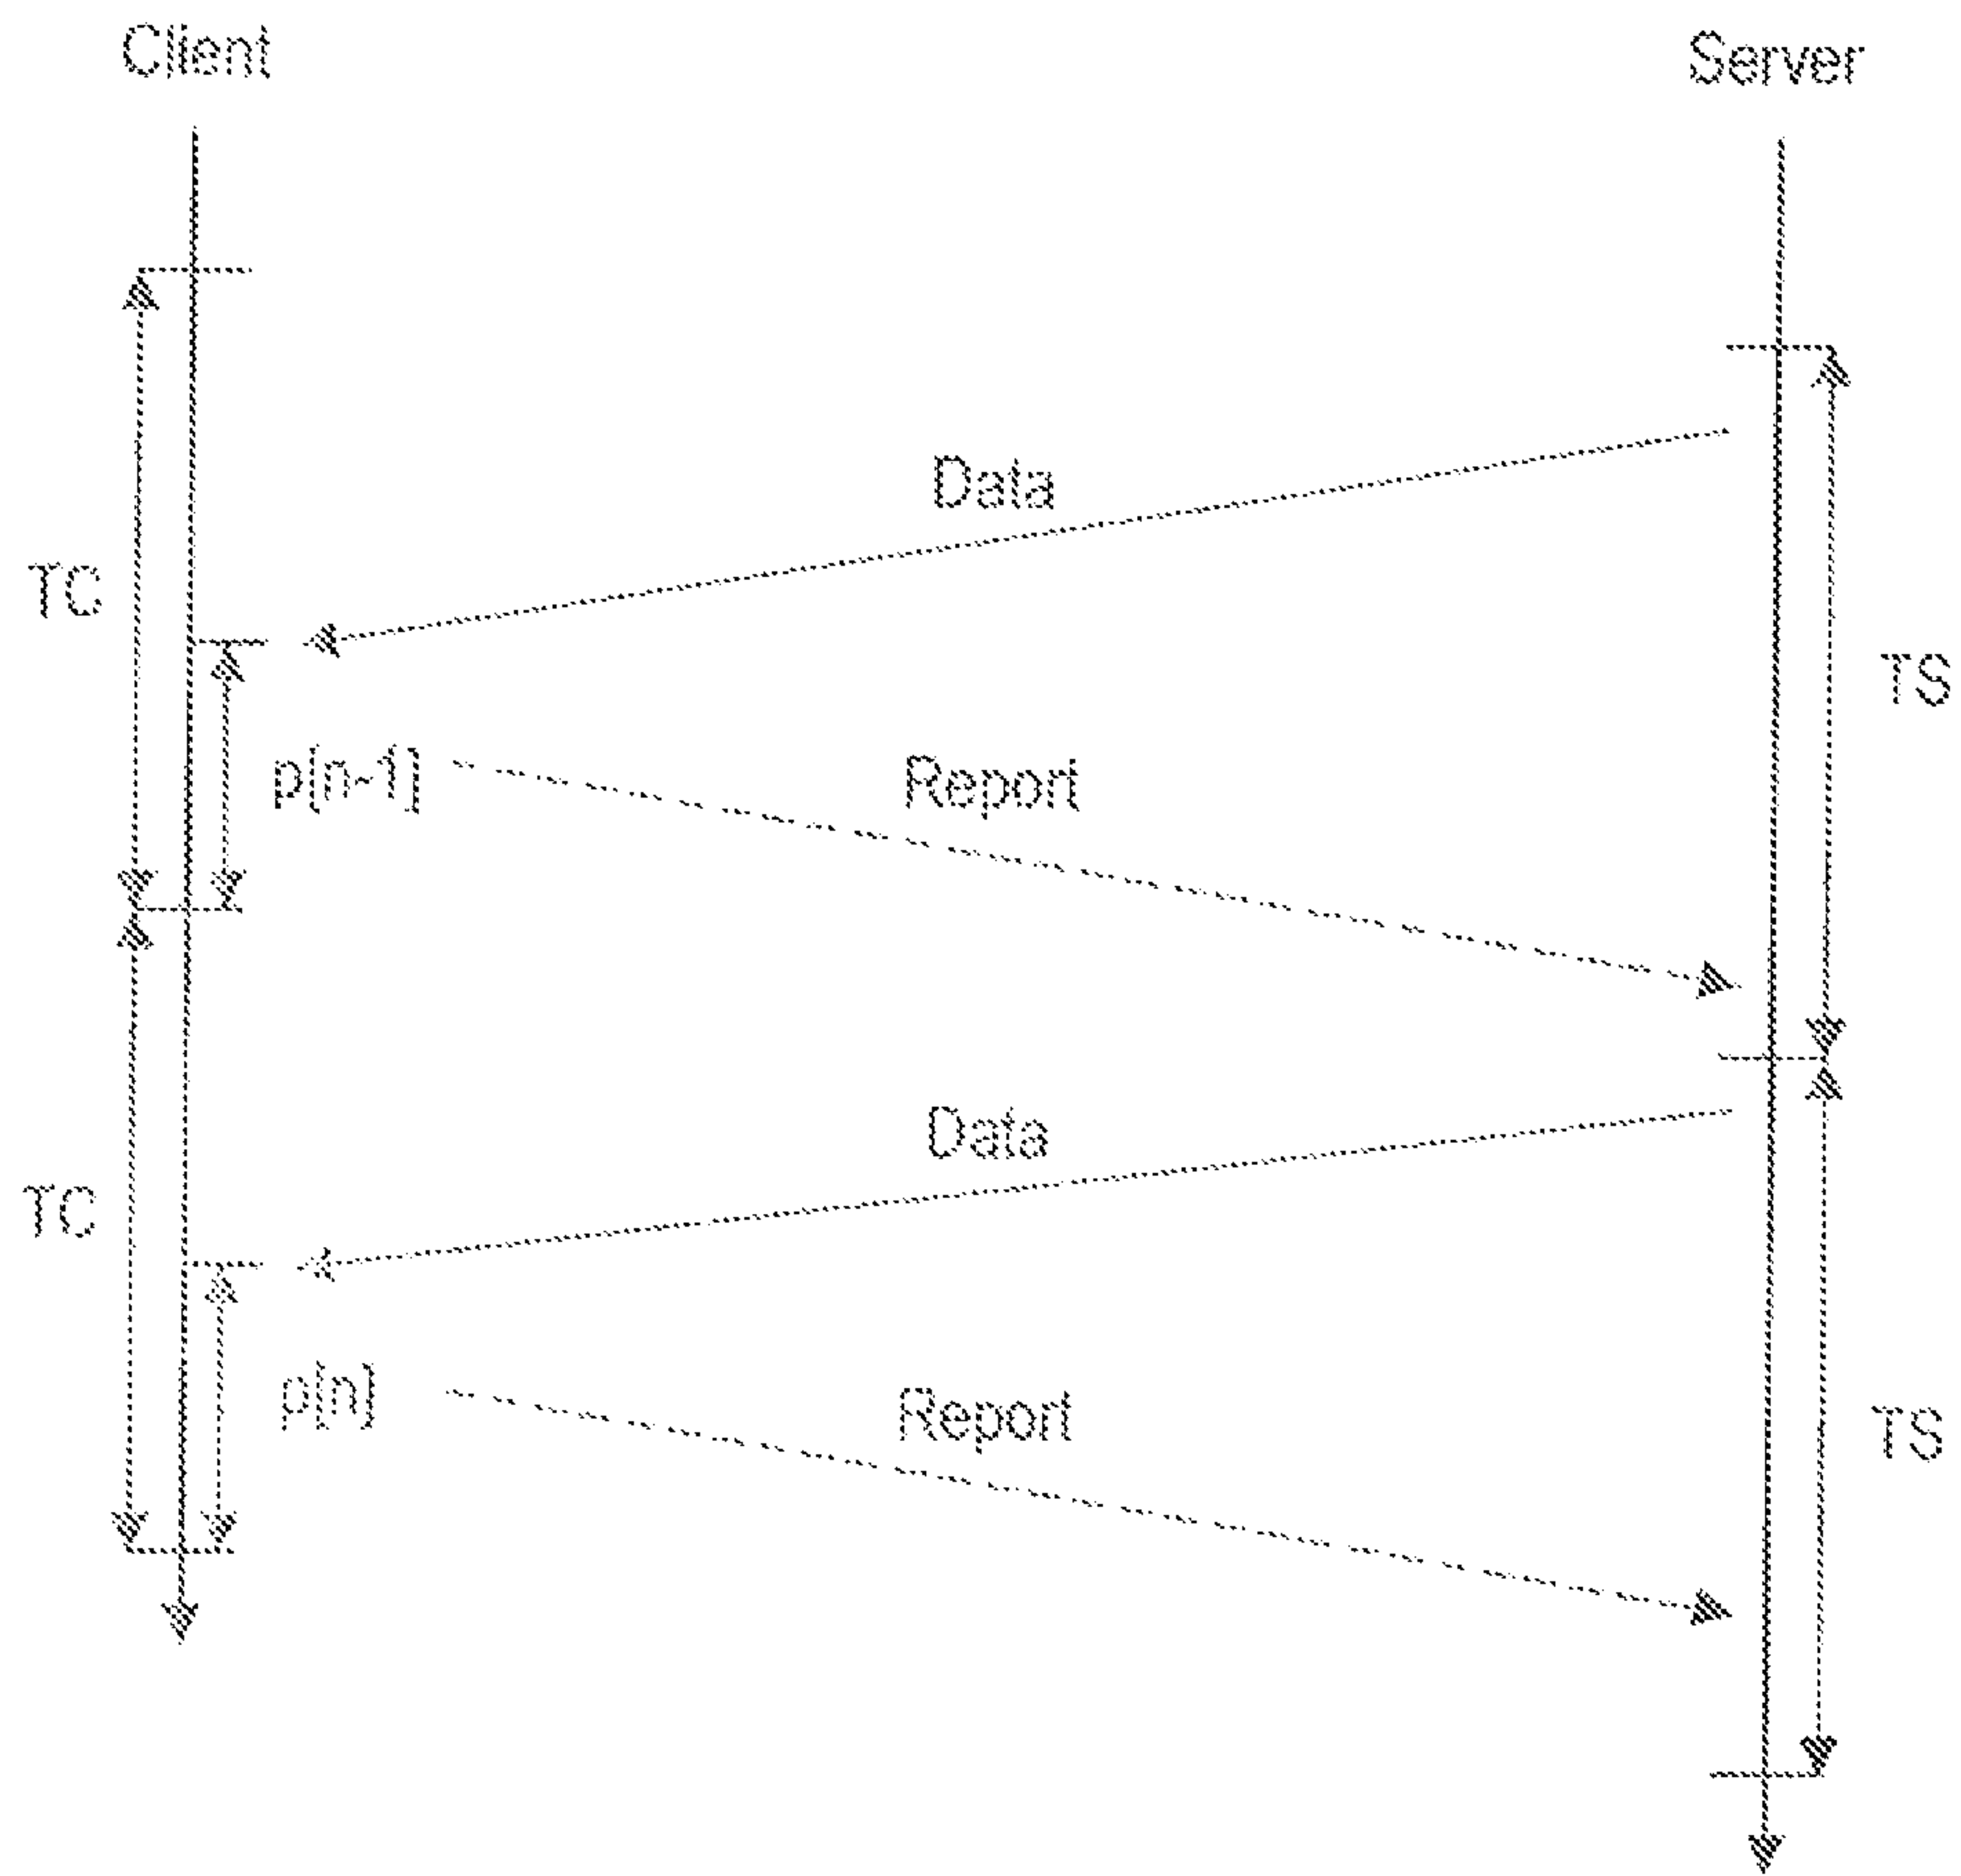 Client
Server
Data
TC
TS
p[n-1]
Report
Data
TC
p[n]
Report
TS